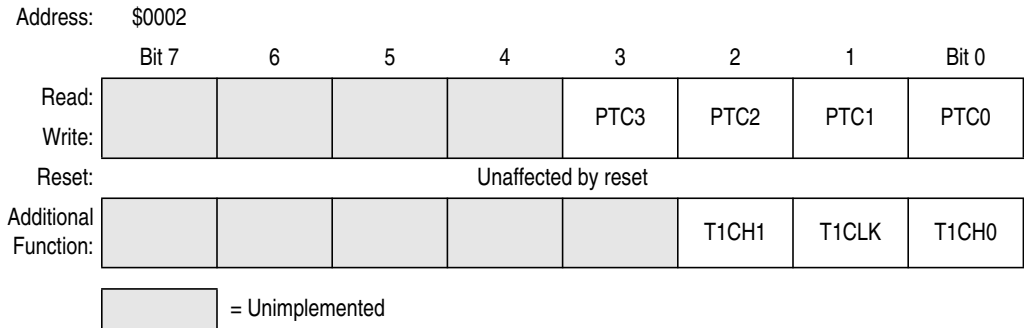 Address: $0002
Bit 7 6 5 4 3 2 1 Bit 0
Read:
PTC3 PTC2 PTC1 PTC0
Write:
Reset: Unaffected by reset
Additional
Function: T1CH1 T1CLK T1CH0
= Unimplemented